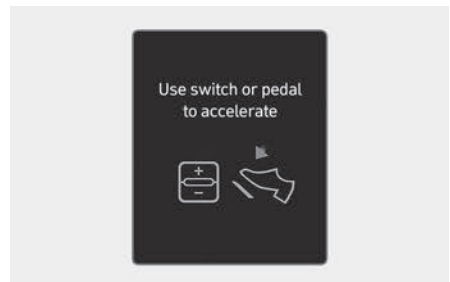 Use switch or pedal
to accelerate
+
−